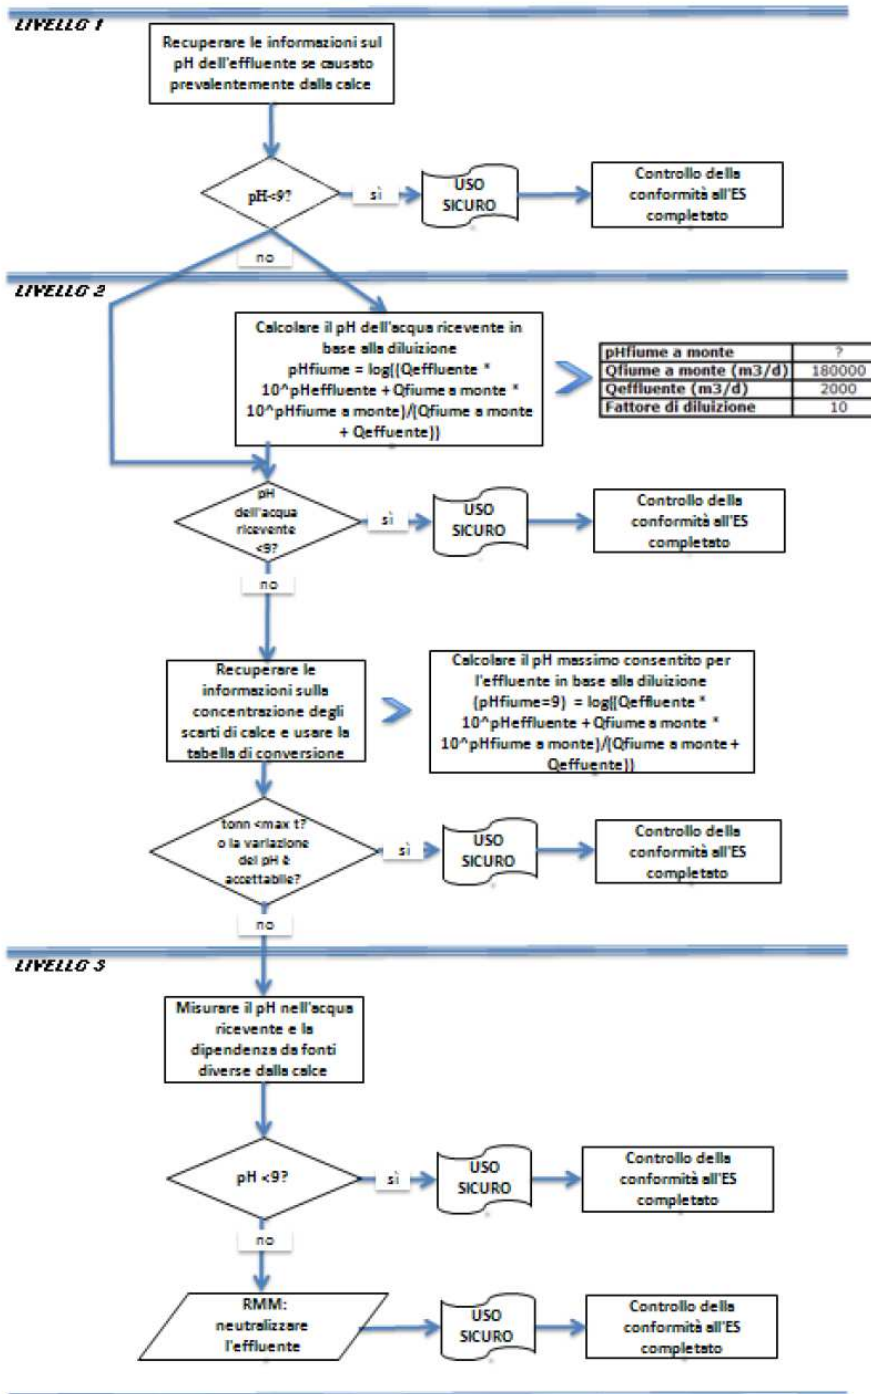 LIVELLO 1
Recuperare le informazioni sul
pH dell'effluente se causato
prevalentemente dalla calce
pH<9?
sì
USO
SICURO
Controllo della
conformità all'ES
completato
no
LIVELLO 2
Calcolare il pH dell'acqua ricevente in
base alla diluizione
pHfiume = log((Qeffluente *
10^pHeffluente + Qfiume a monte *
10^pHfiume a monte)/(Qfiume a monte
+ Qeffuente))
pHfiume a monte ?
Qfiume a monte (m3/d) 180000
Qeffluente (m3/d) 2000
Fattore di diluizione 10
pH
dell'acqua
ricevente
<9?
sì
USO
SICURO
Controllo della
conformità all'ES
completato
no
Recuperare le
informazioni sulla
concentrazione degli
scarti di calce e usare la
tabella di conversione
Calcolare il pH massimo consentito per
l'effluente in base alla diluizione
(pHfiume=9) = log((Qeffluente *
10^pHeffluente + Qfiume a monte *
10^pHfiume a monte)/(Qfiume a monte +
Qeffuente))
tonn <max t?
o la variazione
del pH è
accettabile?
sì
USO
SICURO
Controllo della
conformità all'ES
completato
no
LIVELLO 3
Misurare il pH nell'acqua
ricevente e la
dipendenza da fonti
diverse dalla calce
pH <9?
sì
USO
SICURO
Controllo della
conformità all'ES
completato
no
RMM:
neutralizzare
l'effluente
USO
SICURO
Controllo della
conformità all'ES
completato